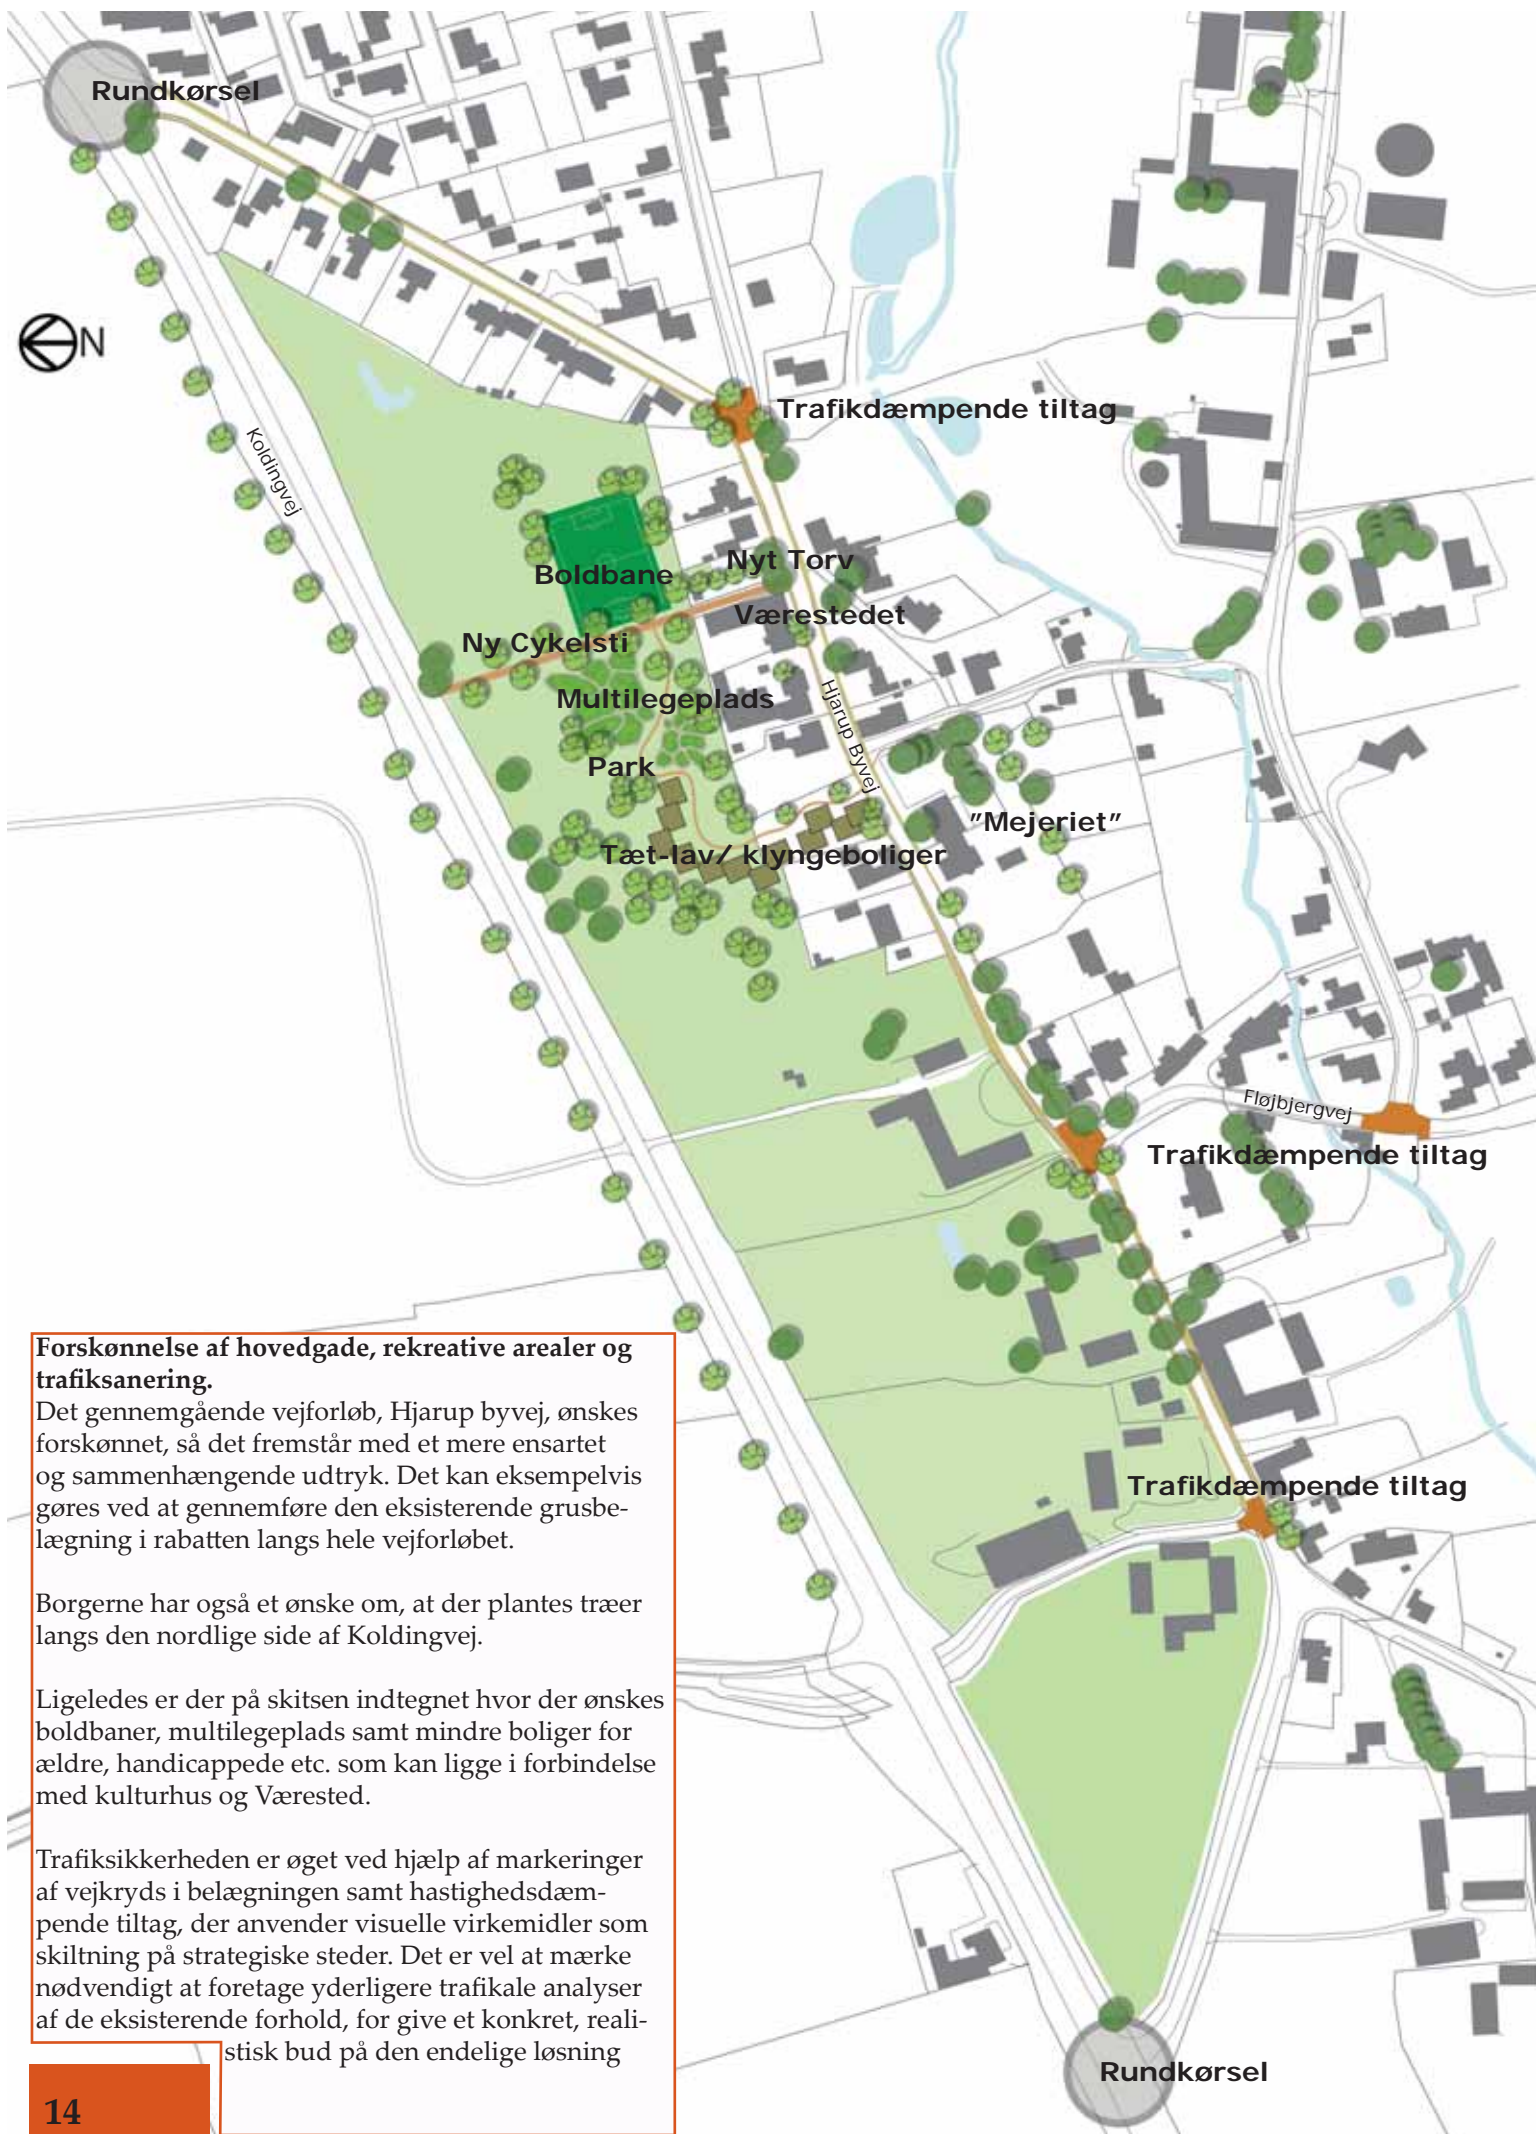 Rundkørsel
N
Trafikdæmpende tiltag
Koldingvej
Nyt Torv
Boldbane
Værestedet
Ny Cykelsti
Multilegeplads
Hjarup Byvej
Park
"Mejeriet"
Tæt-lav/ klyngeboliger
Fløjbjergvej
Trafikdæmpende tiltag
Trafikdæmpende tiltag
Rundkørsel
Forskønnelse af hovedgade, rekreative arealer og
trafiksanering.
Det gennemgående vejforløb, Hjarup byvej, ønskes
forskønnet, så det fremstår med et mere ensartet
og sammenhængende udtryk. Det kan eksempelvis
gøres ved at gennemføre den eksisterende grusbe-
lægning i rabatten langs hele vejforløbet.
Borgerne har også et ønske om, at der plantes træer
langs den nordlige side af Koldingvej.
Ligeledes er der på skitsen indtegnet hvor der ønskes
boldbaner, multilegeplads samt mindre boliger for
ældre, handicappede etc. som kan ligge i forbindelse
med kulturhus og Værested.
Trafiksikkerheden er øget ved hjælp af markeringer
af vejkryds i belægningen samt hastighedsdæm-
pende tiltag, der anvender visuelle virkemidler som
skiltning på strategiske steder. Det er vel at mærke
nødvendigt at foretage yderligere trafikale analyser
af de eksisterende forhold, for give et konkret, reali-
stisk bud på den endelige løsning
14